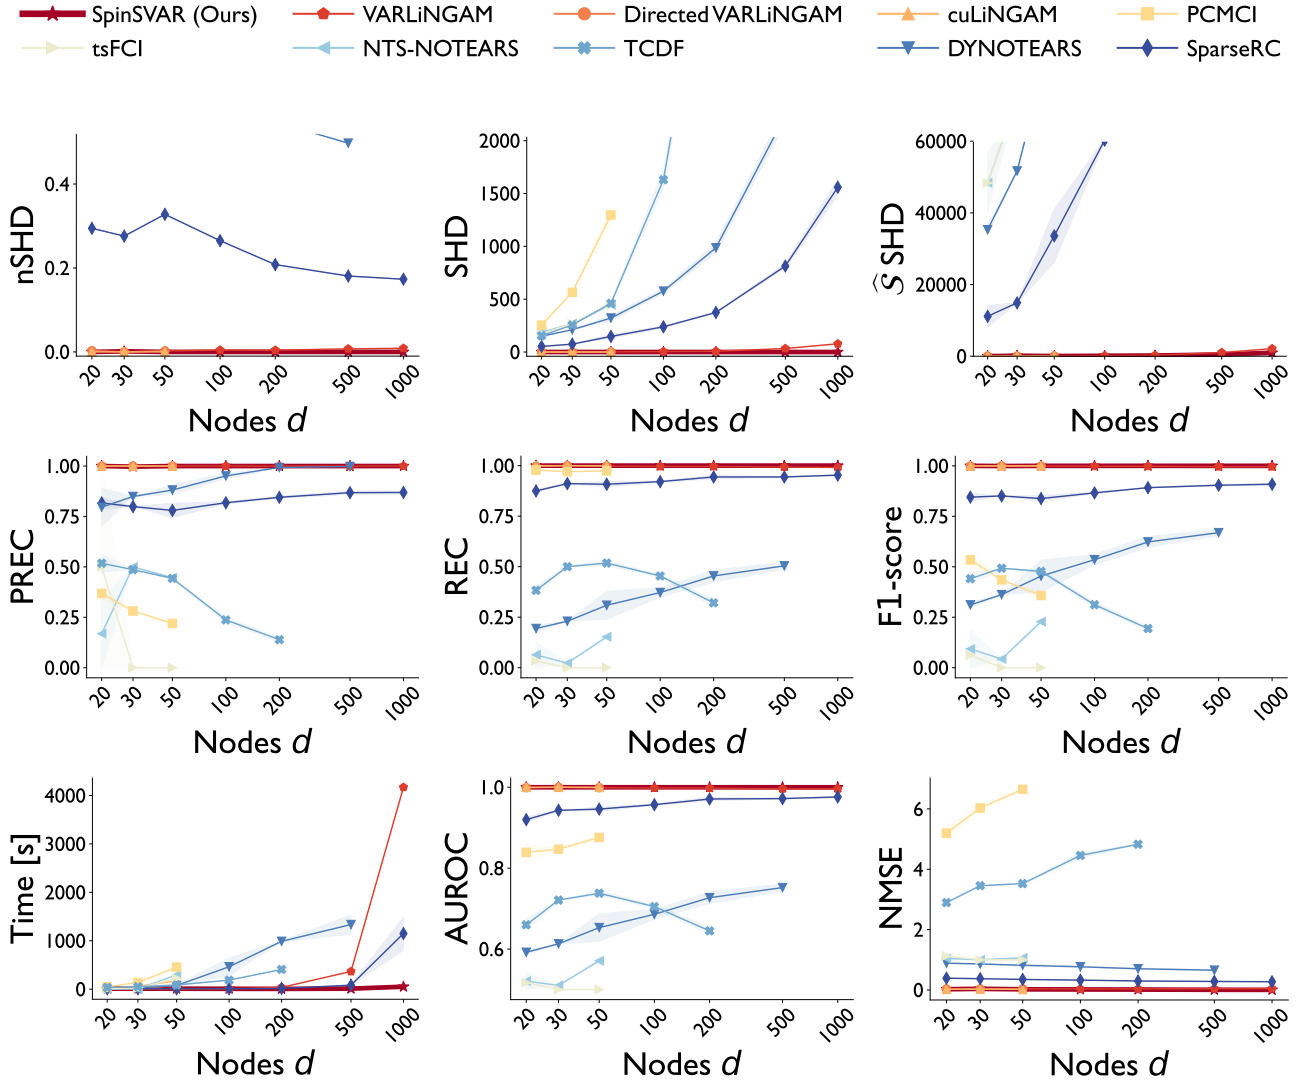 SpinSVAR (Ours) VARLiNGAM Directed VARLiNGAM cuLiNGAM PCMCI
tsFCI NTS-NOTEARS TCDF DYNOTEARS SparseRC
nSHD
0.4
0.2
0.0
20 30 50 100 200 500 1000
Nodes d
SHD
2000
1500
1000
500
0
20 30 50 100 200 500 1000
Nodes d
Ŝ SHD
60000
40000
20000
0
20 30 50 100 200 500 1000
Nodes d
PREC
1.00
0.75
0.50
0.25
0.00
20 30 50 100 200 500 1000
Nodes d
REC
1.00
0.75
0.50
0.25
0.00
20 30 50 100 200 500 1000
Nodes d
F1-score
1.00
0.75
0.50
0.25
0.00
20 30 50 100 200 500 1000
Nodes d
Time [s]
4000
3000
2000
1000
0
20 30 50 100 200 500 1000
Nodes d
AUROC
1.0
0.8
0.6
20 30 50 100 200 500 1000
Nodes d
NMSE
6
4
2
0
20 30 50 100 200 500 1000
Nodes d